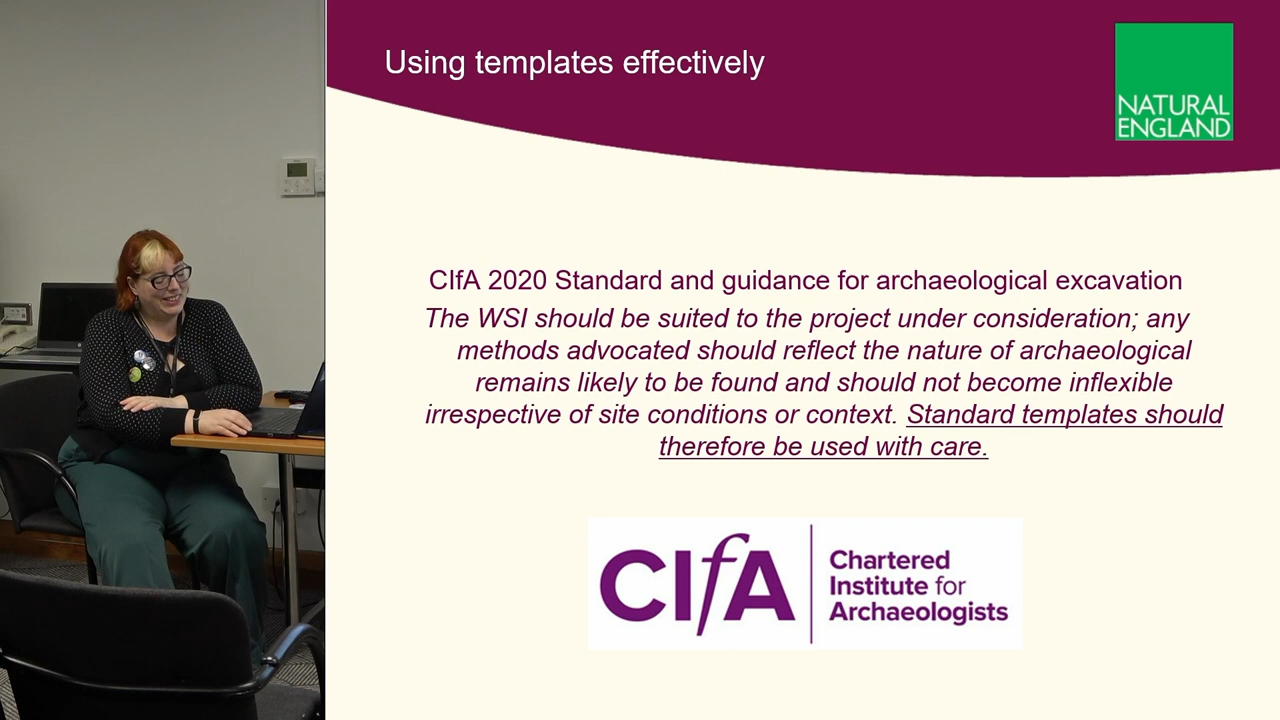 Using templates effectively
NATURAL
ENGLAND
CIfA 2020 Standard and guidance for archaeological excavation
The WSI should be suited to the project under consideration; any
methods advocated should reflect the nature of archaeological
remains likely to be found and should not become inflexible
irrespective of site conditions or context. Standard templates should
therefore be used with care.
CIfA
Chartered
Institute for
Archaeologists